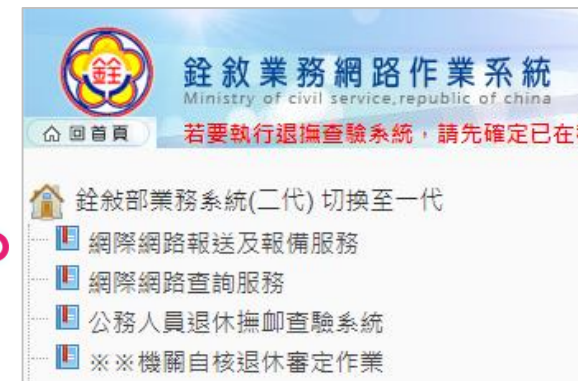 銓
銓敘業務網路作業系統
Ministry of civil service,republic of china
回首頁
若要執行退撫查驗系統，請先確定已在
銓敍部業務系統(二代) 切換至一代
網際網路報送及報備服務
網際網路查詢服務
公務人員退休撫卹查驗系統
※※機關自核退休審定作業